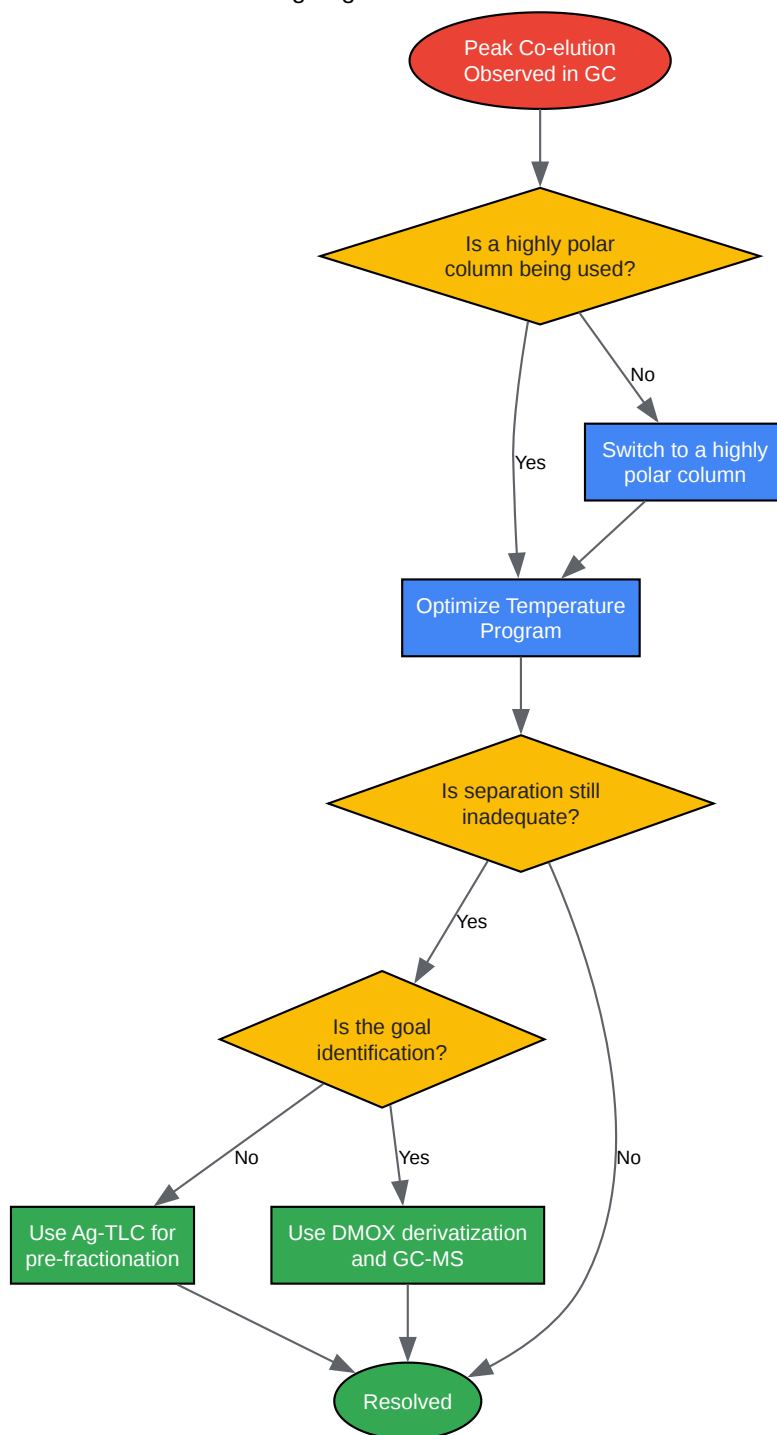 Peak Co-elution
Observed in GC
Is a highly polar
column being used?
No
Switch to a highly
polar column
Yes
Optimize Temperature
Program
Is separation still
inadequate?
Yes
Is the goal
identification?
No
Yes
No
Use Ag-TLC for
pre-fractionation
Use DMOX derivatization
and GC-MS
Resolved